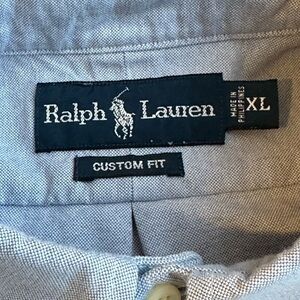 Ralph Lauren
MADE IN
PHILIPPINES
XL
CUSTOM FIT